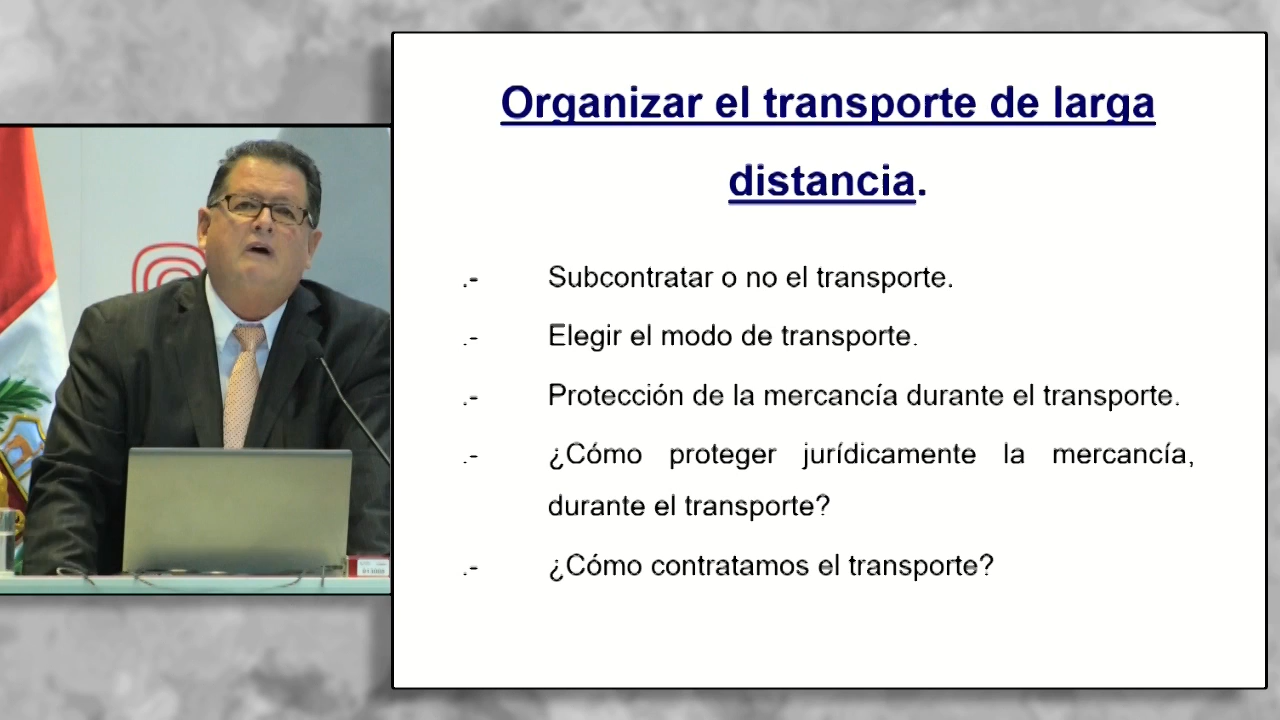 Organizar el transporte de larga
distancia.
.- Subcontratar o no el transporte.
.- Elegir el modo de transporte.
.- Protección de la mercancía durante el transporte.
.- ¿Cómo proteger jurídicamente la mercancía,
durante el transporte?
.- ¿Cómo contratamos el transporte?